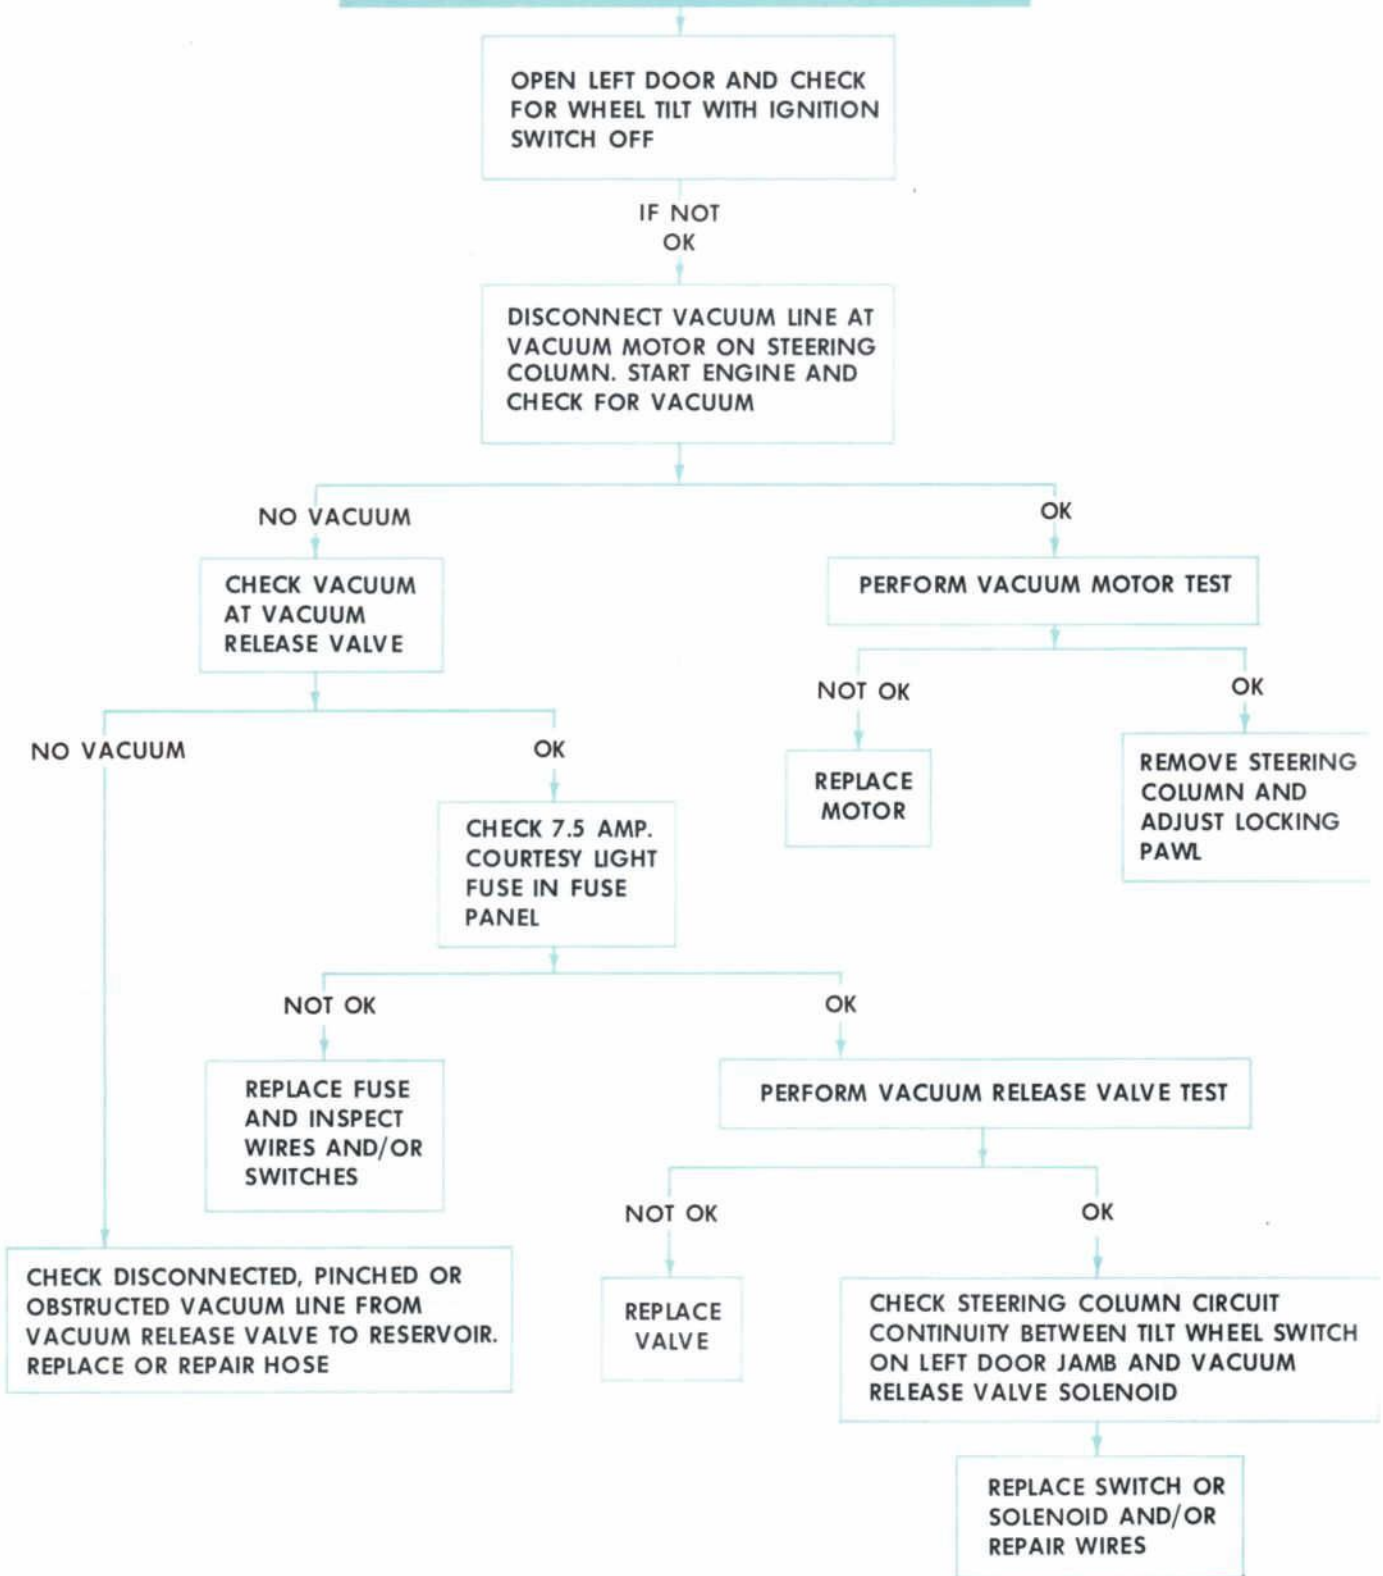 OPEN LEFT DOOR AND CHECK
FOR WHEEL TILT WITH IGNITION
SWITCH OFF
IF NOT
OK
DISCONNECT VACUUM LINE AT
VACUUM MOTOR ON STEERING
COLUMN. START ENGINE AND
CHECK FOR VACUUM
NO VACUUM
OK
CHECK VACUUM
AT VACUUM
RELEASE VALVE
PERFORM VACUUM MOTOR TEST
NOT OK
OK
NO VACUUM
OK
REPLACE
MOTOR
REMOVE STEERING
COLUMN AND
ADJUST LOCKING
PAWL
CHECK 7.5 AMP.
COURTESY LIGHT
FUSE IN FUSE
PANEL
NOT OK
OK
REPLACE FUSE
AND INSPECT
WIRES AND/OR
SWITCHES
PERFORM VACUUM RELEASE VALVE TEST
NOT OK
OK
CHECK DISCONNECTED, PINCHED OR
OBSTRUCTED VACUUM LINE FROM
VACUUM RELEASE VALVE TO RESERVOIR.
REPLACE OR REPAIR HOSE
REPLACE
VALVE
CHECK STEERING COLUMN CIRCUIT
CONTINUITY BETWEEN TILT WHEEL SWITCH
ON LEFT DOOR JAMB AND VACUUM
RELEASE VALVE SOLENOID
REPLACE SWITCH OR
SOLENOID AND/OR
REPAIR WIRES